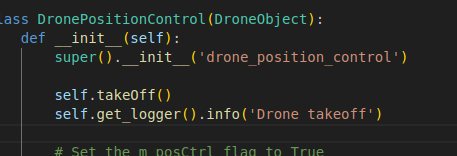 lass DronePositionControl(DroneObject):
def __init__(self):
super().__init__('drone_position_control')
self.takeOff()
self.get_logger().info('Drone takeoff')
# Set the m_posCtrl flag to True